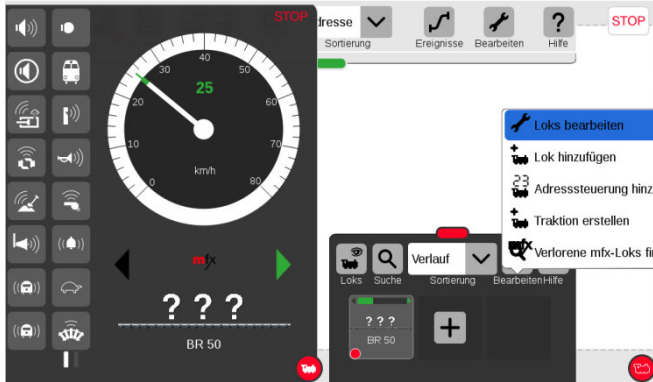 STOP
dresse
Sortierung
Ereignisse
Bearbeiten
?
Hilfe
STOP
0
10
20
30
40
50
60
70
80
25
km/h
mfx
? ? ?
BR 50
Loks bearbeiten
Lok hinzufügen
23
Adresssteuerung hinz
Traktion erstellen
mfx
Verlorene mfx-Loks fi
Loks
Suche
Verlauf
Sortierung
Bearbeiten
Hilfe
? ? ?
BR 50